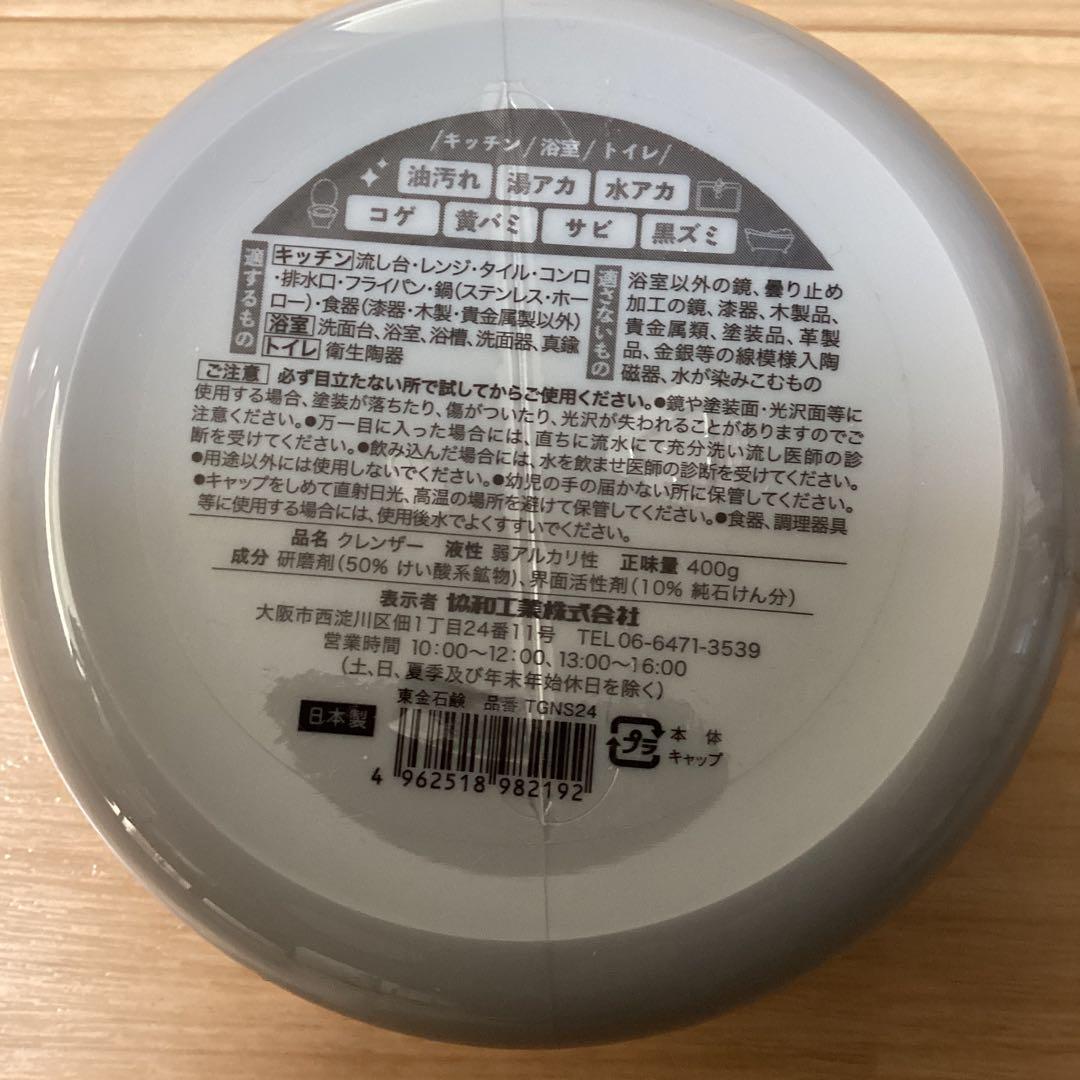 /キッチン/浴室/トイレ/
油汚れ 湯アカ 水アカ
コゲ 黄バミ サビ 黒ズミ
適するもの
キッチン 流し台・レンジ・タイル・コンロ
・排水口・フライパン・鍋(ステンレス・ホー
ロー)・食器(漆器・木製・貴金属製以外)
浴室 洗面台、浴室、浴槽、洗面器、真鍮
トイレ 衛生陶器
適さないもの
浴室以外の鏡、曇り止め
加工の鏡、漆器、木製品、
貴金属類、塗装品、革製
品、金銀等の線模様入陶
磁器、水が染みこむもの
ご注意 必ず目立たない所で試してからご使用ください。●鏡や塗装面・光沢面等に
使用する場合、塗装が落ちたり、傷がついたり、光沢が失われることがありますのでご
注意ください。●万一目に入った場合には、直ちに流水にて充分洗い流し医師の診
断を受けてください。●飲み込んだ場合には、水を飲ませ医師の診断を受けてください。
●用途以外には使用しないでください。●幼児の手の届かない所に保管してください。
●キャップをしめて直射日光、高温の場所を避けて保管してください。●食器、調理器具
等に使用する場合には、使用後水でよくすすいでください。
品名 クレンザー 液性 弱アルカリ性 正味量 400g
成分 研磨剤(50% けい酸系鉱物)、界面活性剤(10% 純石けん分)
表示者 協和工業株式会社
大阪市西淀川区佃1丁目24番11号 TEL06-6471-3539
営業時間 10:00〜12:00、13:00〜16:00
(土、日、夏季及び年末年始休日を除く)
東金石鹸 品番 TGNS24
日本製
4 962518 982192
プラ
本体
キャップ